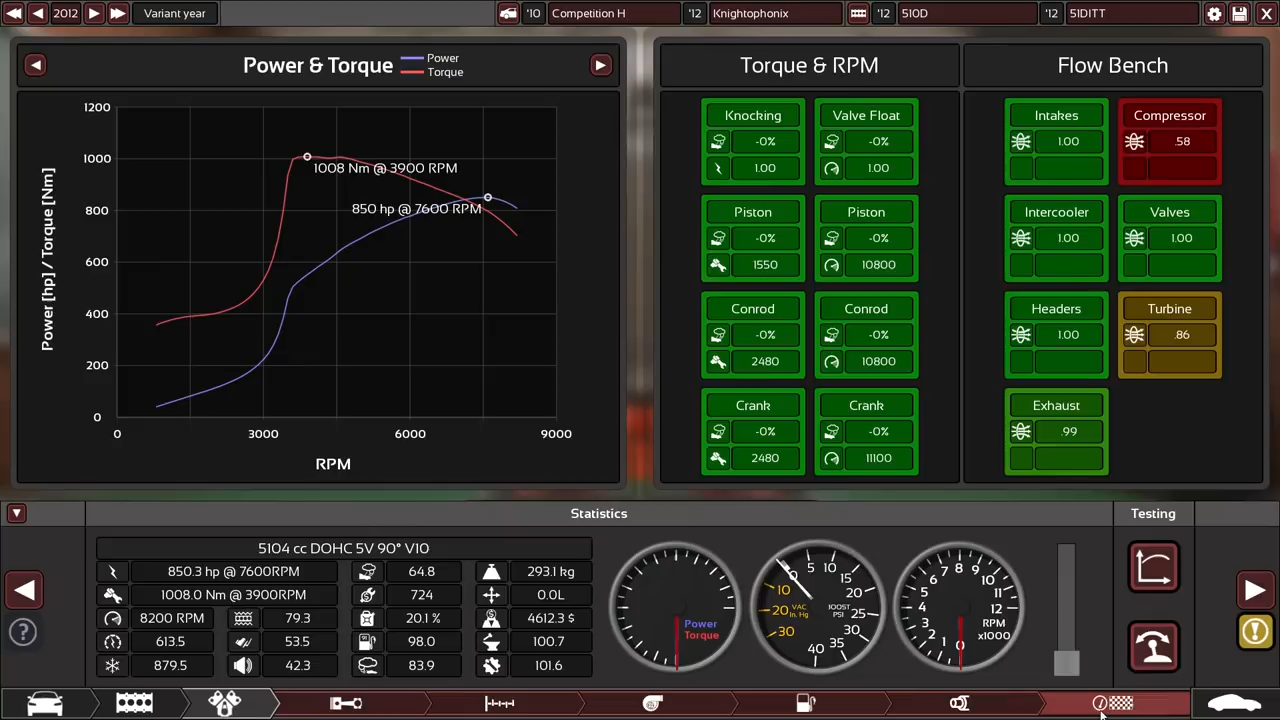 2012 Variant year '10 Competition H '12 Knightophonix '12 510D '12 51DITT
Power & Torque
Power
Torque
1200
1000
800
600
400
200
0
Power [hp] / Torque [Nm]
1008 Nm @ 3900 RPM
850 hp @ 7600 RPM
0 3000 6000 9000
RPM
Torque & RPM
Knocking Valve Float
-0% -0%
1.00 1.00
Piston Piston
-0% -0%
1550 10800
Conrod Conrod
-0% -0%
2480 10800
Crank Crank
-0% -0%
2480 11100
Flow Bench
Intakes Compressor
1.00 .58
Intercooler Valves
1.00 1.00
Headers Turbine
1.00 .86
Exhaust
.99
Statistics
Testing
5104 cc DOHC 5V 90° V10
850.3 hp @ 7600RPM 64.8 293.1 kg
1008.0 Nm @ 3900RPM 724 0.0L
8200 RPM 79.3 20.1 % 4612.3 $
613.5 53.5 98.0 100.7
879.5 42.3 83.9 101.6
Power
Torque
0 5 10 15 20 25 30 35 40
10 20 30
VAC
In. Hg
BOOST
PSI
0 1 2 3 4 5 6 7 8 9 10 11 12
RPM
x1000